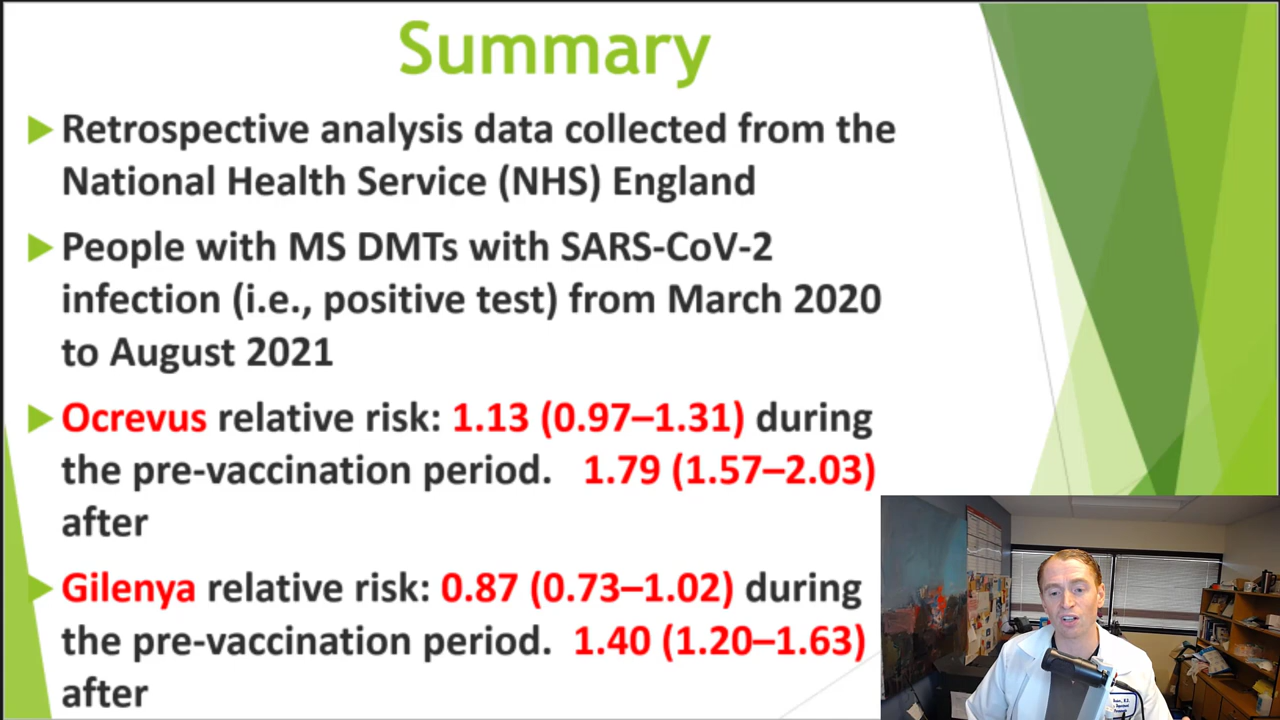 Summary
Retrospective analysis data collected from the
National Health Service (NHS) England
People with MS DMTs with SARS-CoV-2
infection (i.e., positive test) from March 2020
to August 2021
Ocrevus relative risk: 1.13 (0.97–1.31) during
the pre-vaccination period. 1.79 (1.57–2.03)
after
Gilenya relative risk: 0.87 (0.73–1.02) during
the pre-vaccination period. 1.40 (1.20–1.63)
after